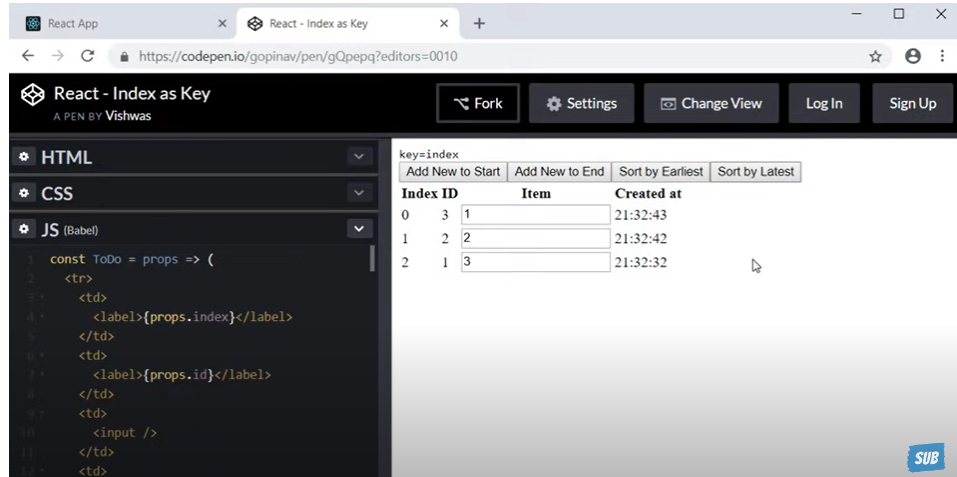 React App
React - Index as Key
https://codepen.io/gopinav/pen/gQpepq?editors=0010
React - Index as Key
A PEN BY Vishwas
Fork
Settings
Change View
Log In
Sign Up
HTML
CSS
JS (Babel)
1 const ToDo = props => (
2 <tr>
3 <td>
4 <label>{props.index}</label>
5 </td>
6 <td>
7 <label>{props.id}</label>
8 </td>
9 <td>
10 <input />
11 </td>
12 <td>
key=index
Add New to Start Add New to End Sort by Earliest Sort by Latest
Index ID Item Created at
0 3 1 21:32:43
1 2 2 21:32:42
2 1 3 21:32:32
SUB